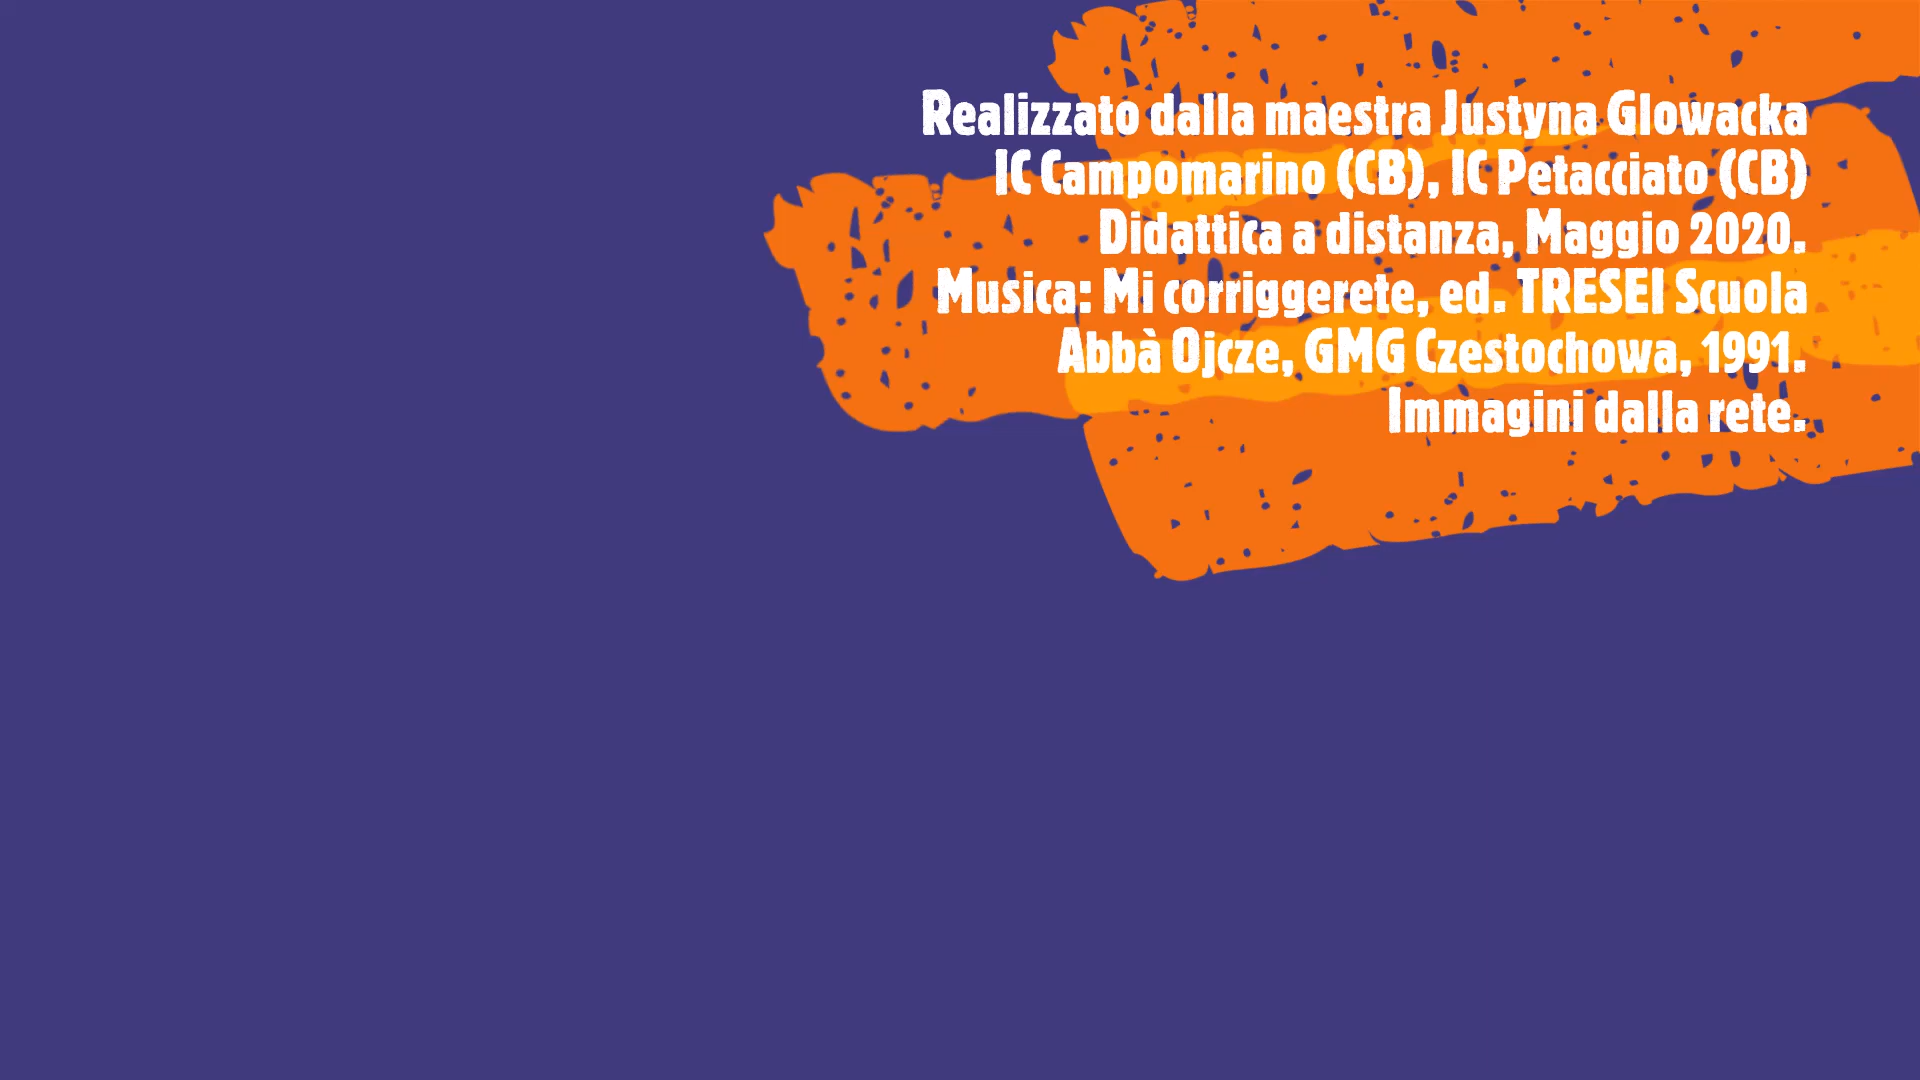 Realizzato dalla maestra Justyna Glowacka
IC Campomarino (CB), IC Petacciato (CB)
Didattica a distanza, Maggio 2020.
Musica: Mi corriggerete, ed. TRESEI Scuola
Abbà Ojcze, GMG Czestochowa, 1991.
Immagini dalla rete.